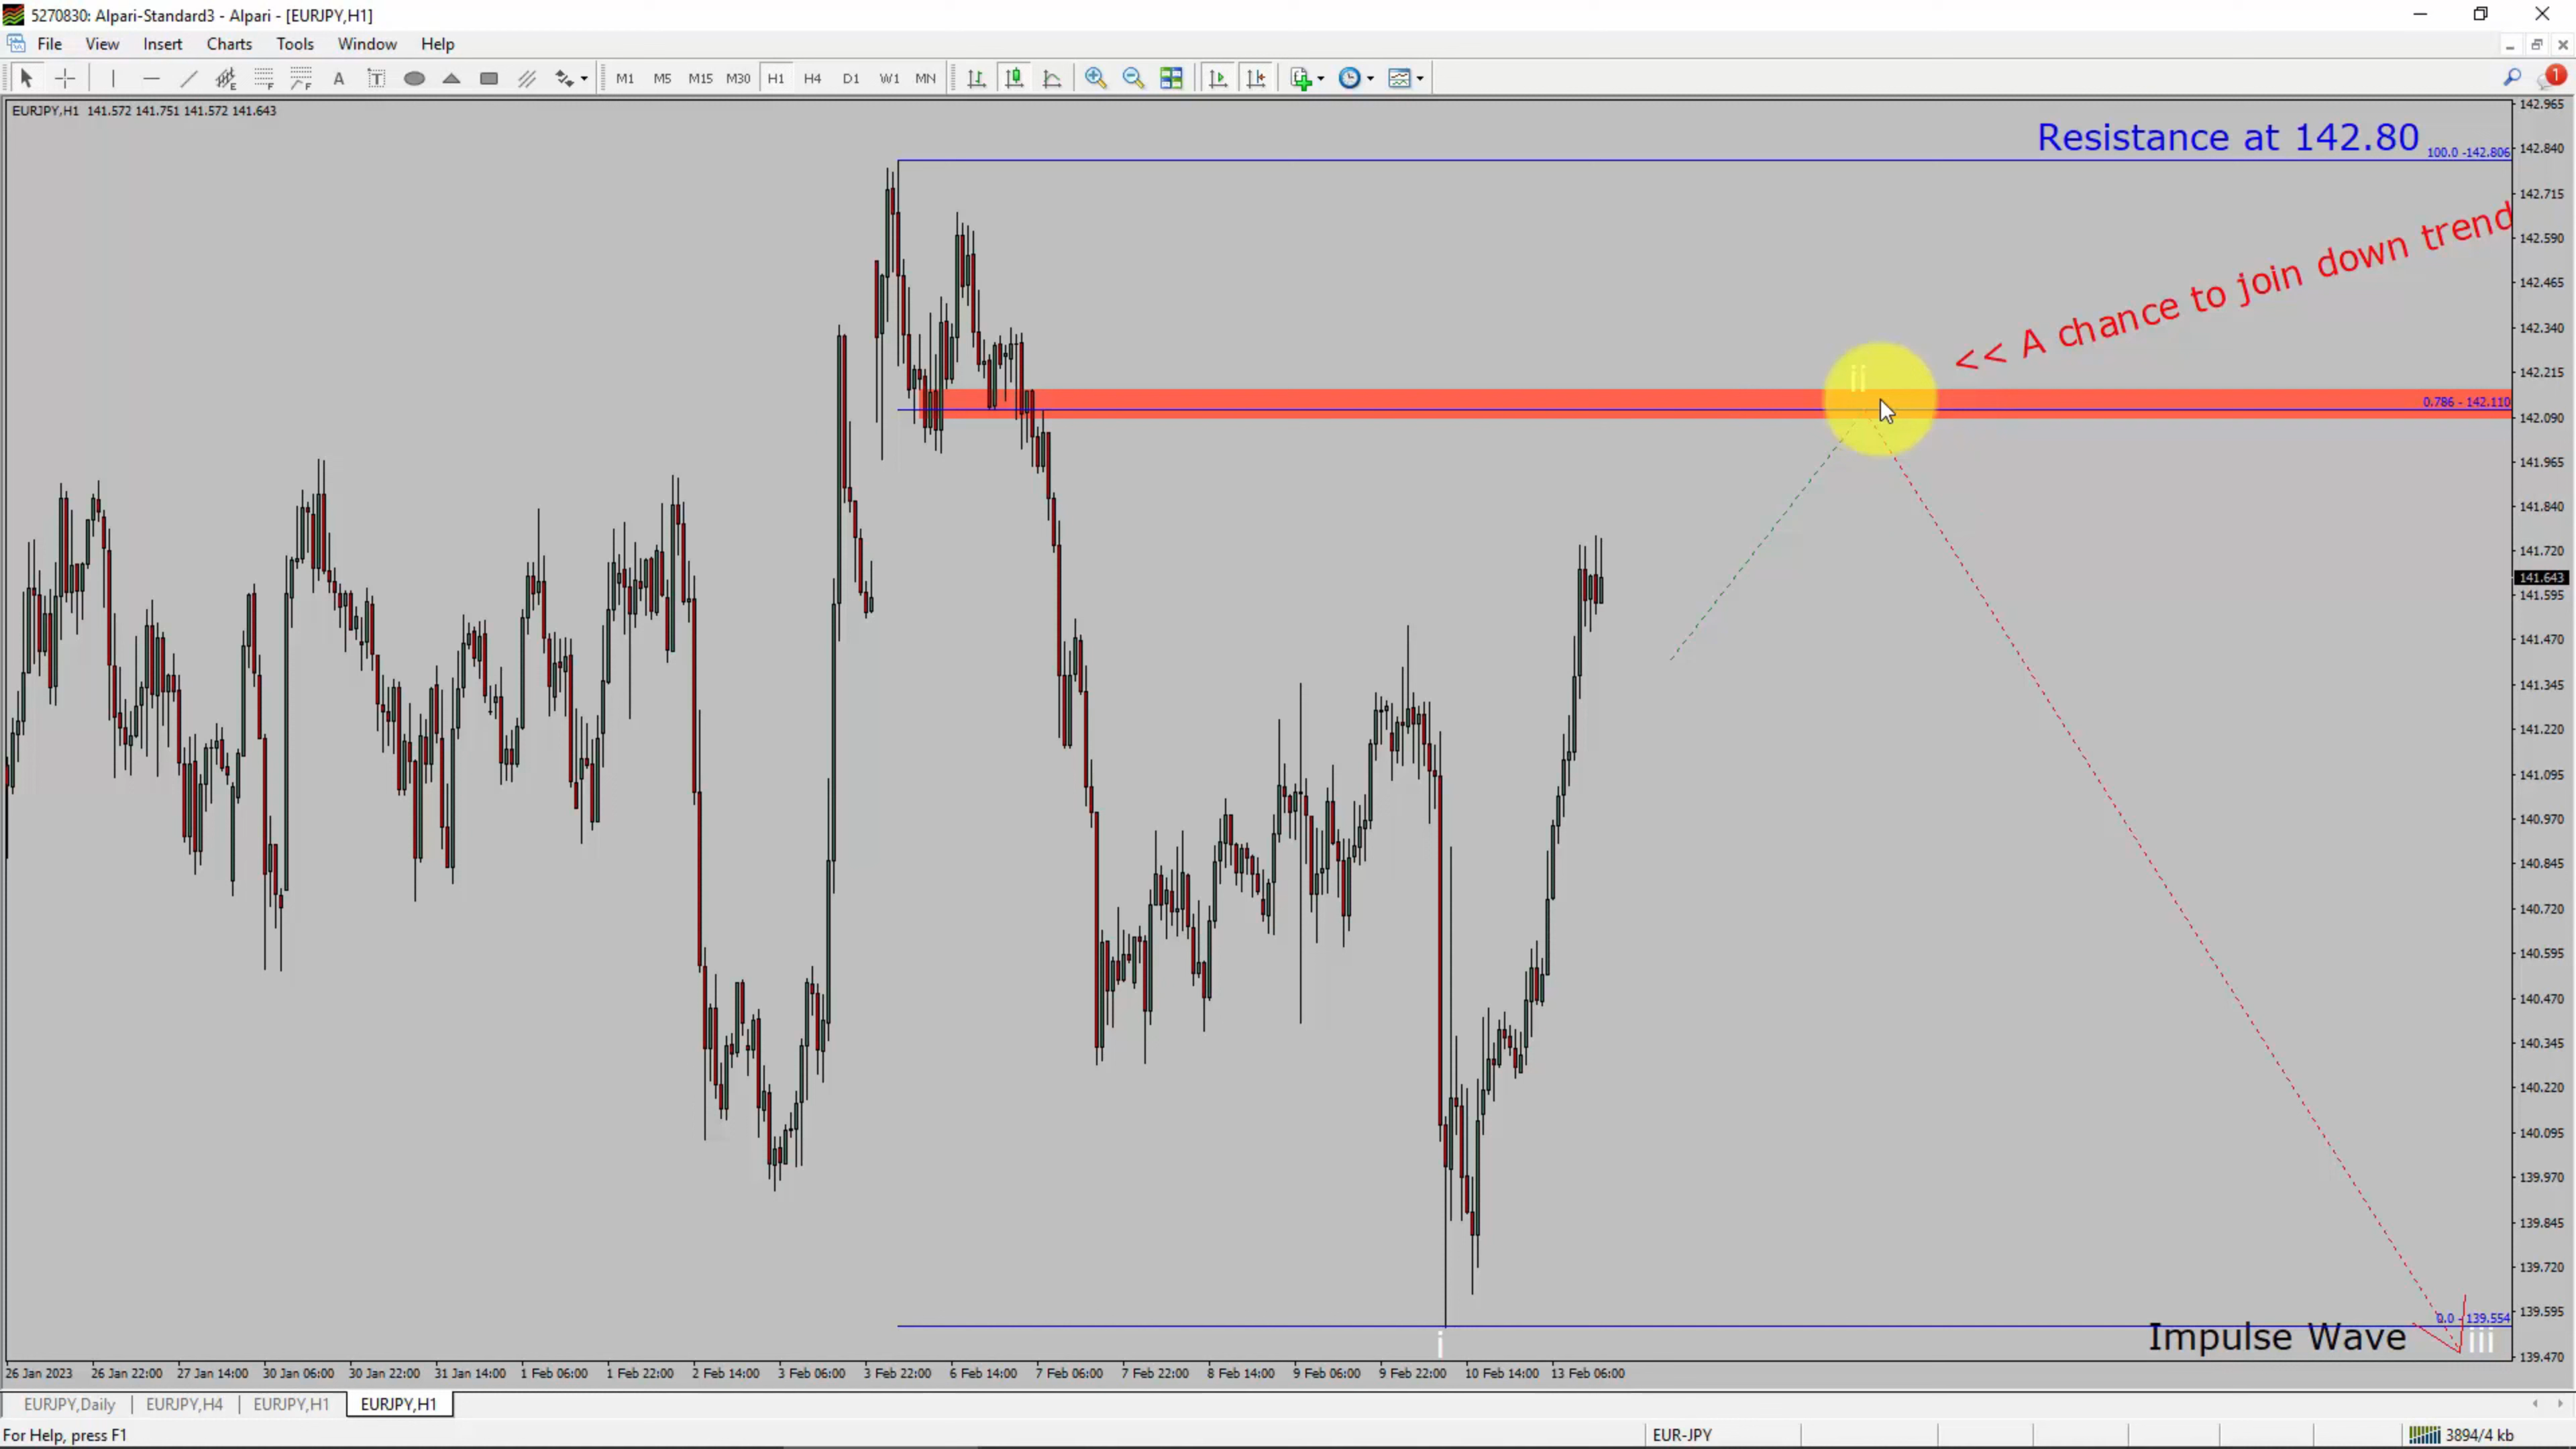 5270830: Alpari-Standard3 - Alpari - [EURJPY,H1]
File View Insert Charts Tools Window Help
A T M1 M5 M15 M30 H1 H4 D1 W1 MN 1
EURJPY,H1 141.572 141.751 141.572 141.643
142.965
Resistance at 142.80
100.0 -142.806
142.840
142.715
<< A chance to join down trend
142.590
142.465
142.340
142.215
ii
0.786 - 142.110
142.090
141.965
141.840
141.720
141.643
141.595
141.470
141.345
141.220
141.095
140.970
140.845
140.720
140.595
140.470
140.345
140.220
140.095
139.970
139.845
139.720
139.595
0.0 - 139.554
i
Impulse Wave
iii
139.470
26 Jan 2023 26 Jan 22:00 27 Jan 14:00 30 Jan 06:00 30 Jan 22:00 31 Jan 14:00 1 Feb 06:00 1 Feb 22:00 2 Feb 14:00 3 Feb 06:00 3 Feb 22:00 6 Feb 14:00 7 Feb 06:00 7 Feb 22:00 8 Feb 14:00 9 Feb 06:00 9 Feb 22:00 10 Feb 14:00 13 Feb 06:00
EURJPY,Daily EURJPY,H4 EURJPY,H1 EURJPY,H1
For Help, press F1
EUR-JPY
3894/4 kb